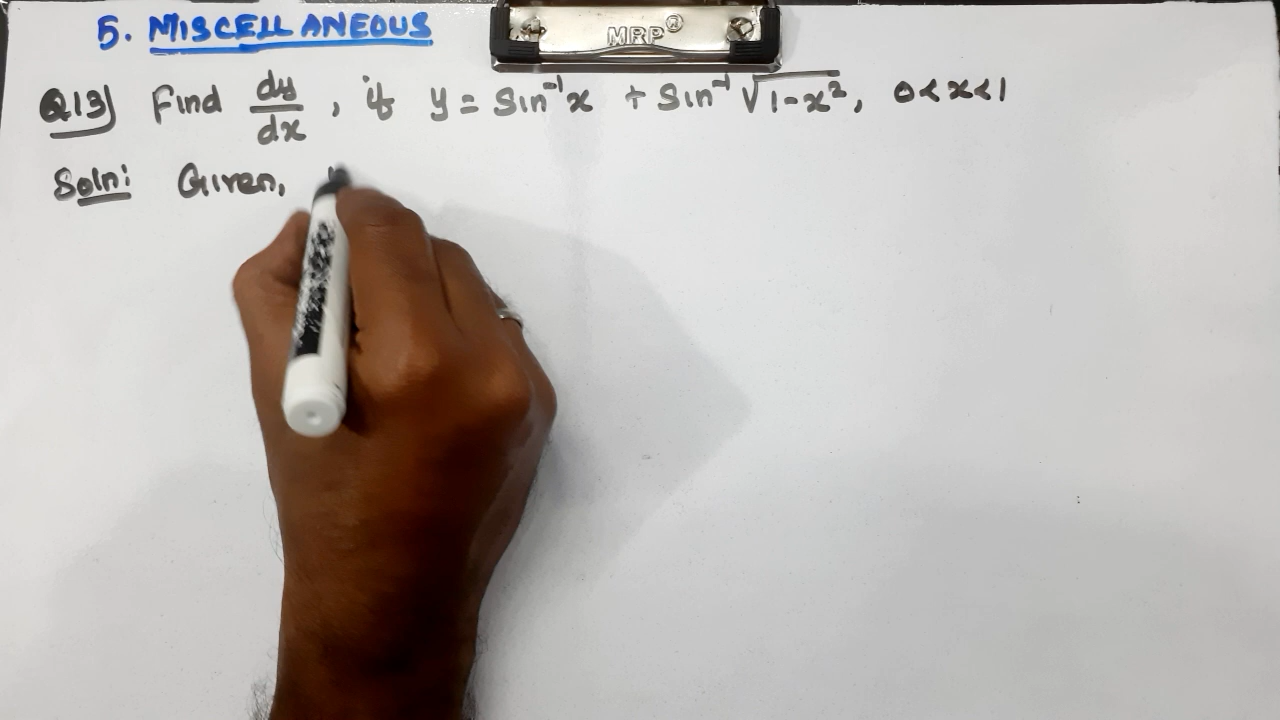 5. MISCELLANEOUS
MRP®
Q13) Find dy/dx, if y = Sin⁻¹x + Sin⁻¹ √1-x², 0<x<1
Soln: Given,